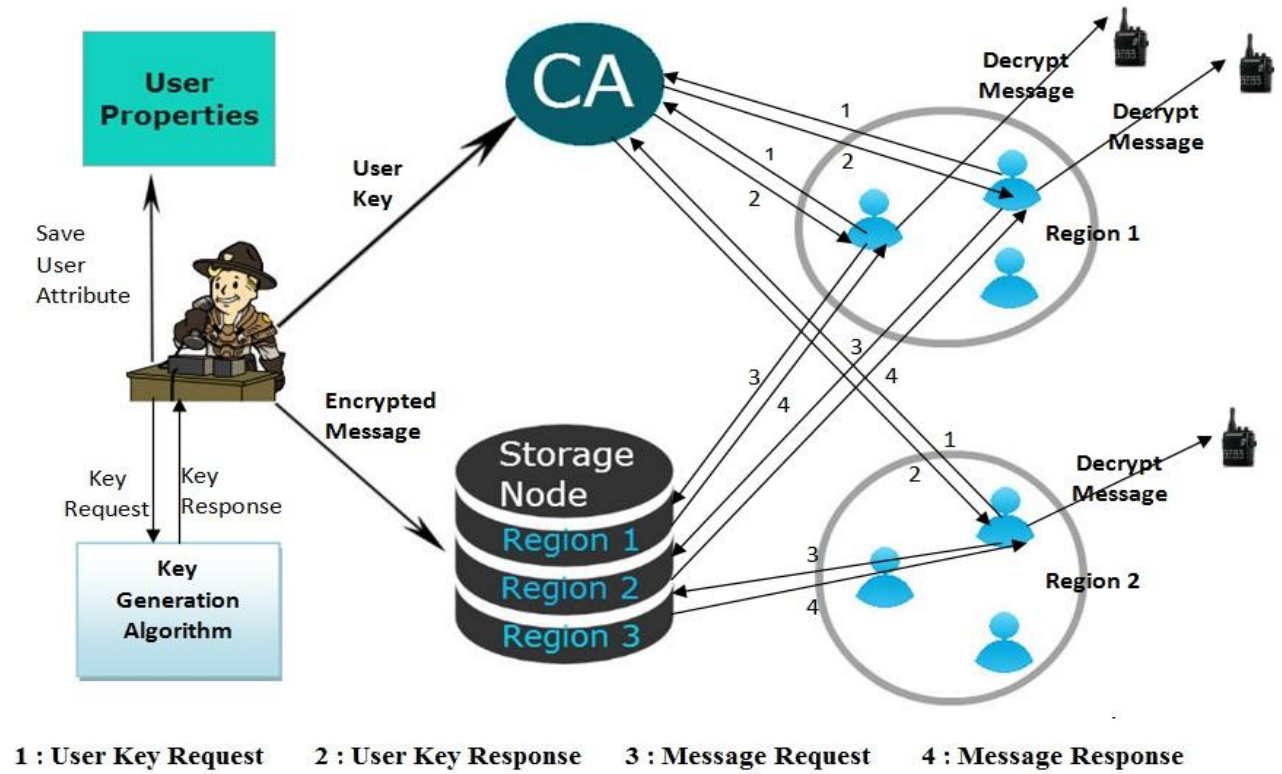 User
Properties
CA
Decrypt
Message
Decrypt
Message
1
2
1
2
User
Key
Region 1
Save
User
Attribute
3
4
3
4
Encrypted
Message
Storage
Node
Region 1
Region 2
Region 3
Key
Request
Key
Response
Key
Generation
Algorithm
1
2
Decrypt
Message
3
4
Region 2
1 : User Key Request 2 : User Key Response 3 : Message Request 4 : Message Response